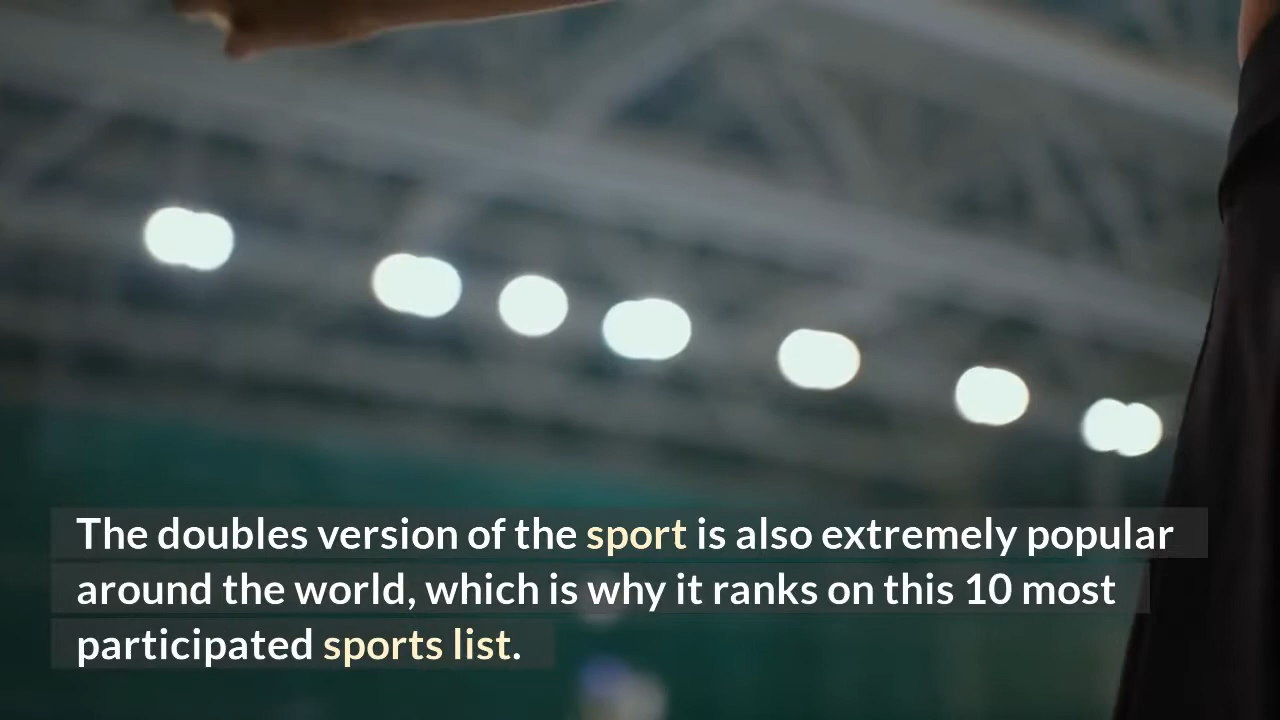 The doubles version of the sport is also extremely popular
around the world, which is why it ranks on this 10 most
participated sports list.